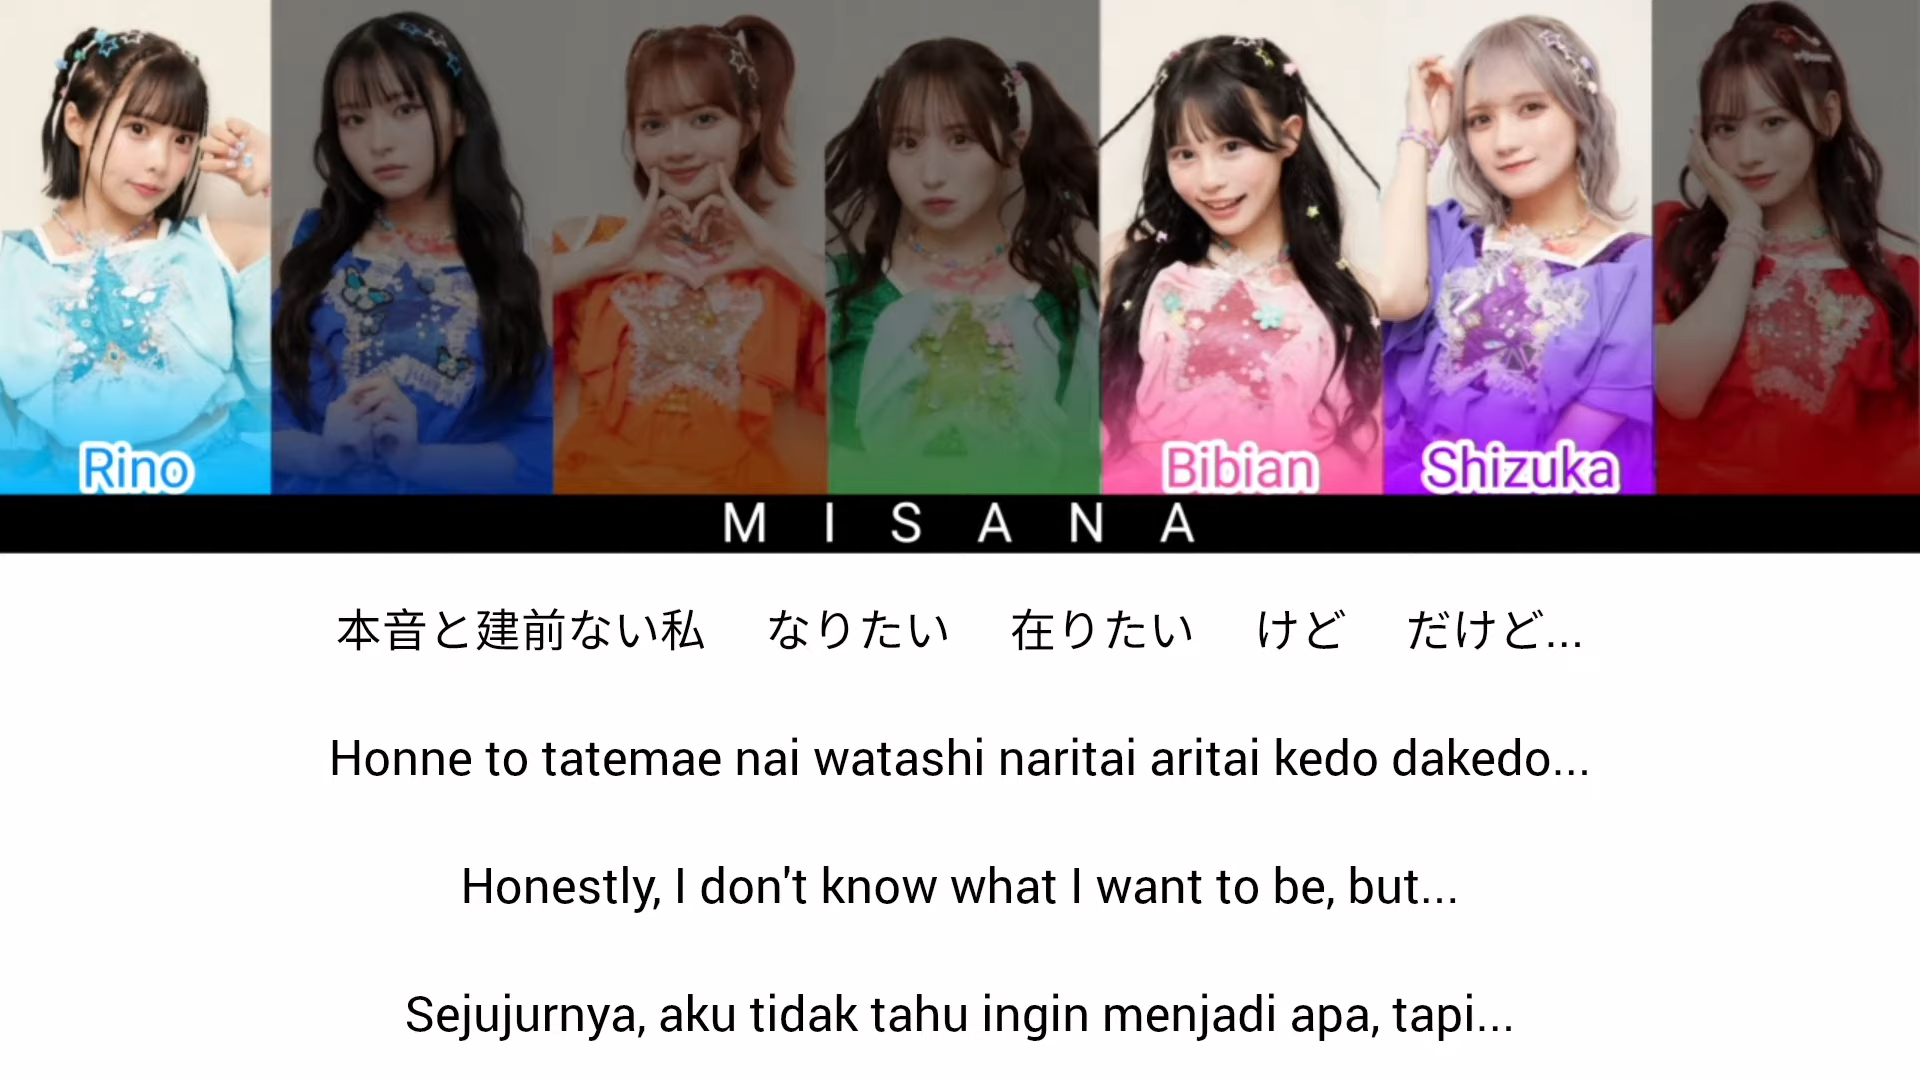 Rino
Bibian
Shizuka
M I S A N A
本音と建前ない私　なりたい　在りたい　けど　だけど...
Honne to tatemae nai watashi naritai aritai kedo dakedo...
Honestly, I don't know what I want to be, but...
Sejujurnya, aku tidak tahu ingin menjadi apa, tapi...